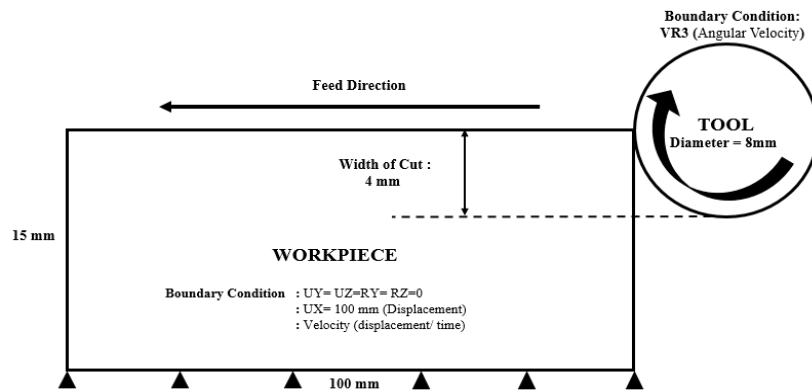 Boundary Condition:
VR3 (Angular Velocity)
Feed Direction
TOOL
Diameter = 8mm
Width of Cut :
4 mm
15 mm
WORKPIECE
Boundary Condition : UY= UZ=RY= RZ=0
: UX= 100 mm (Displacement)
: Velocity (displacement/ time)
100 mm